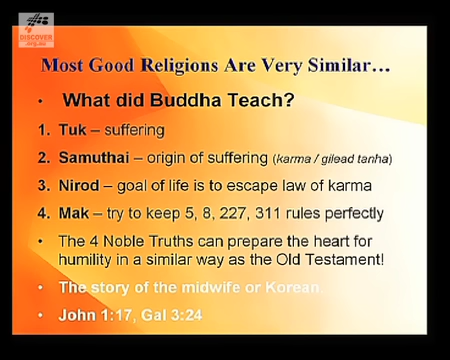 DISCOVER
.org.au
Most Good Religions Are Very Similar…
• What did Buddha Teach?
1. Tuk – suffering
2. Samuthai – origin of suffering (karma / gilead tanha)
3. Nirod – goal of life is to escape law of karma
4. Mak – try to keep 5, 8, 227, 311 rules perfectly
• The 4 Noble Truths can prepare the heart for
humility in a similar way as the Old Testament!
• The story of the midwife or Korean
• John 1:17, Gal 3:24